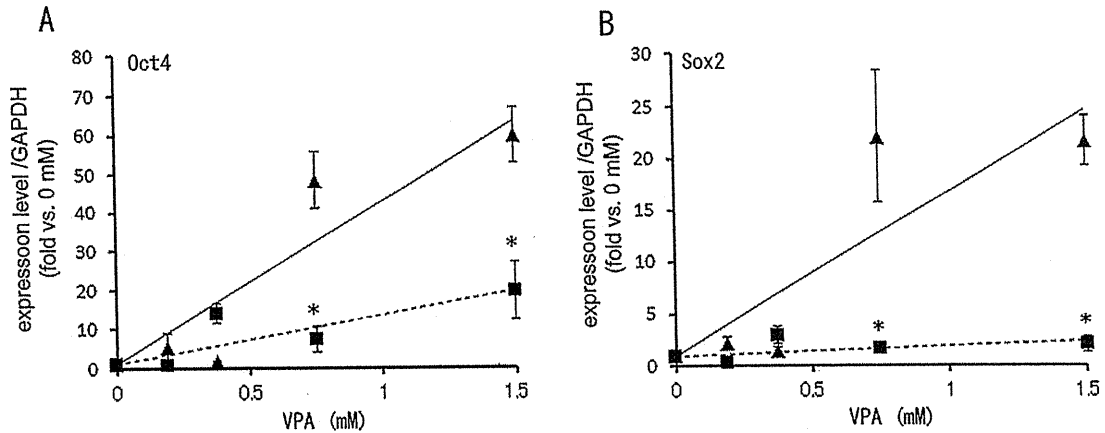 A
Oct4
expressoon level /GAPDH
(fold vs. 0 mM)
80
70
60
50
40
30
20
10
0
*
*
0
0.5
1
1.5
VPA (mM)
B
Sox2
expressoon level /GAPDH
(fold vs. 0 mM)
30
25
20
15
10
5
0
*
*
0
0.5
1
1.5
VPA (mM)